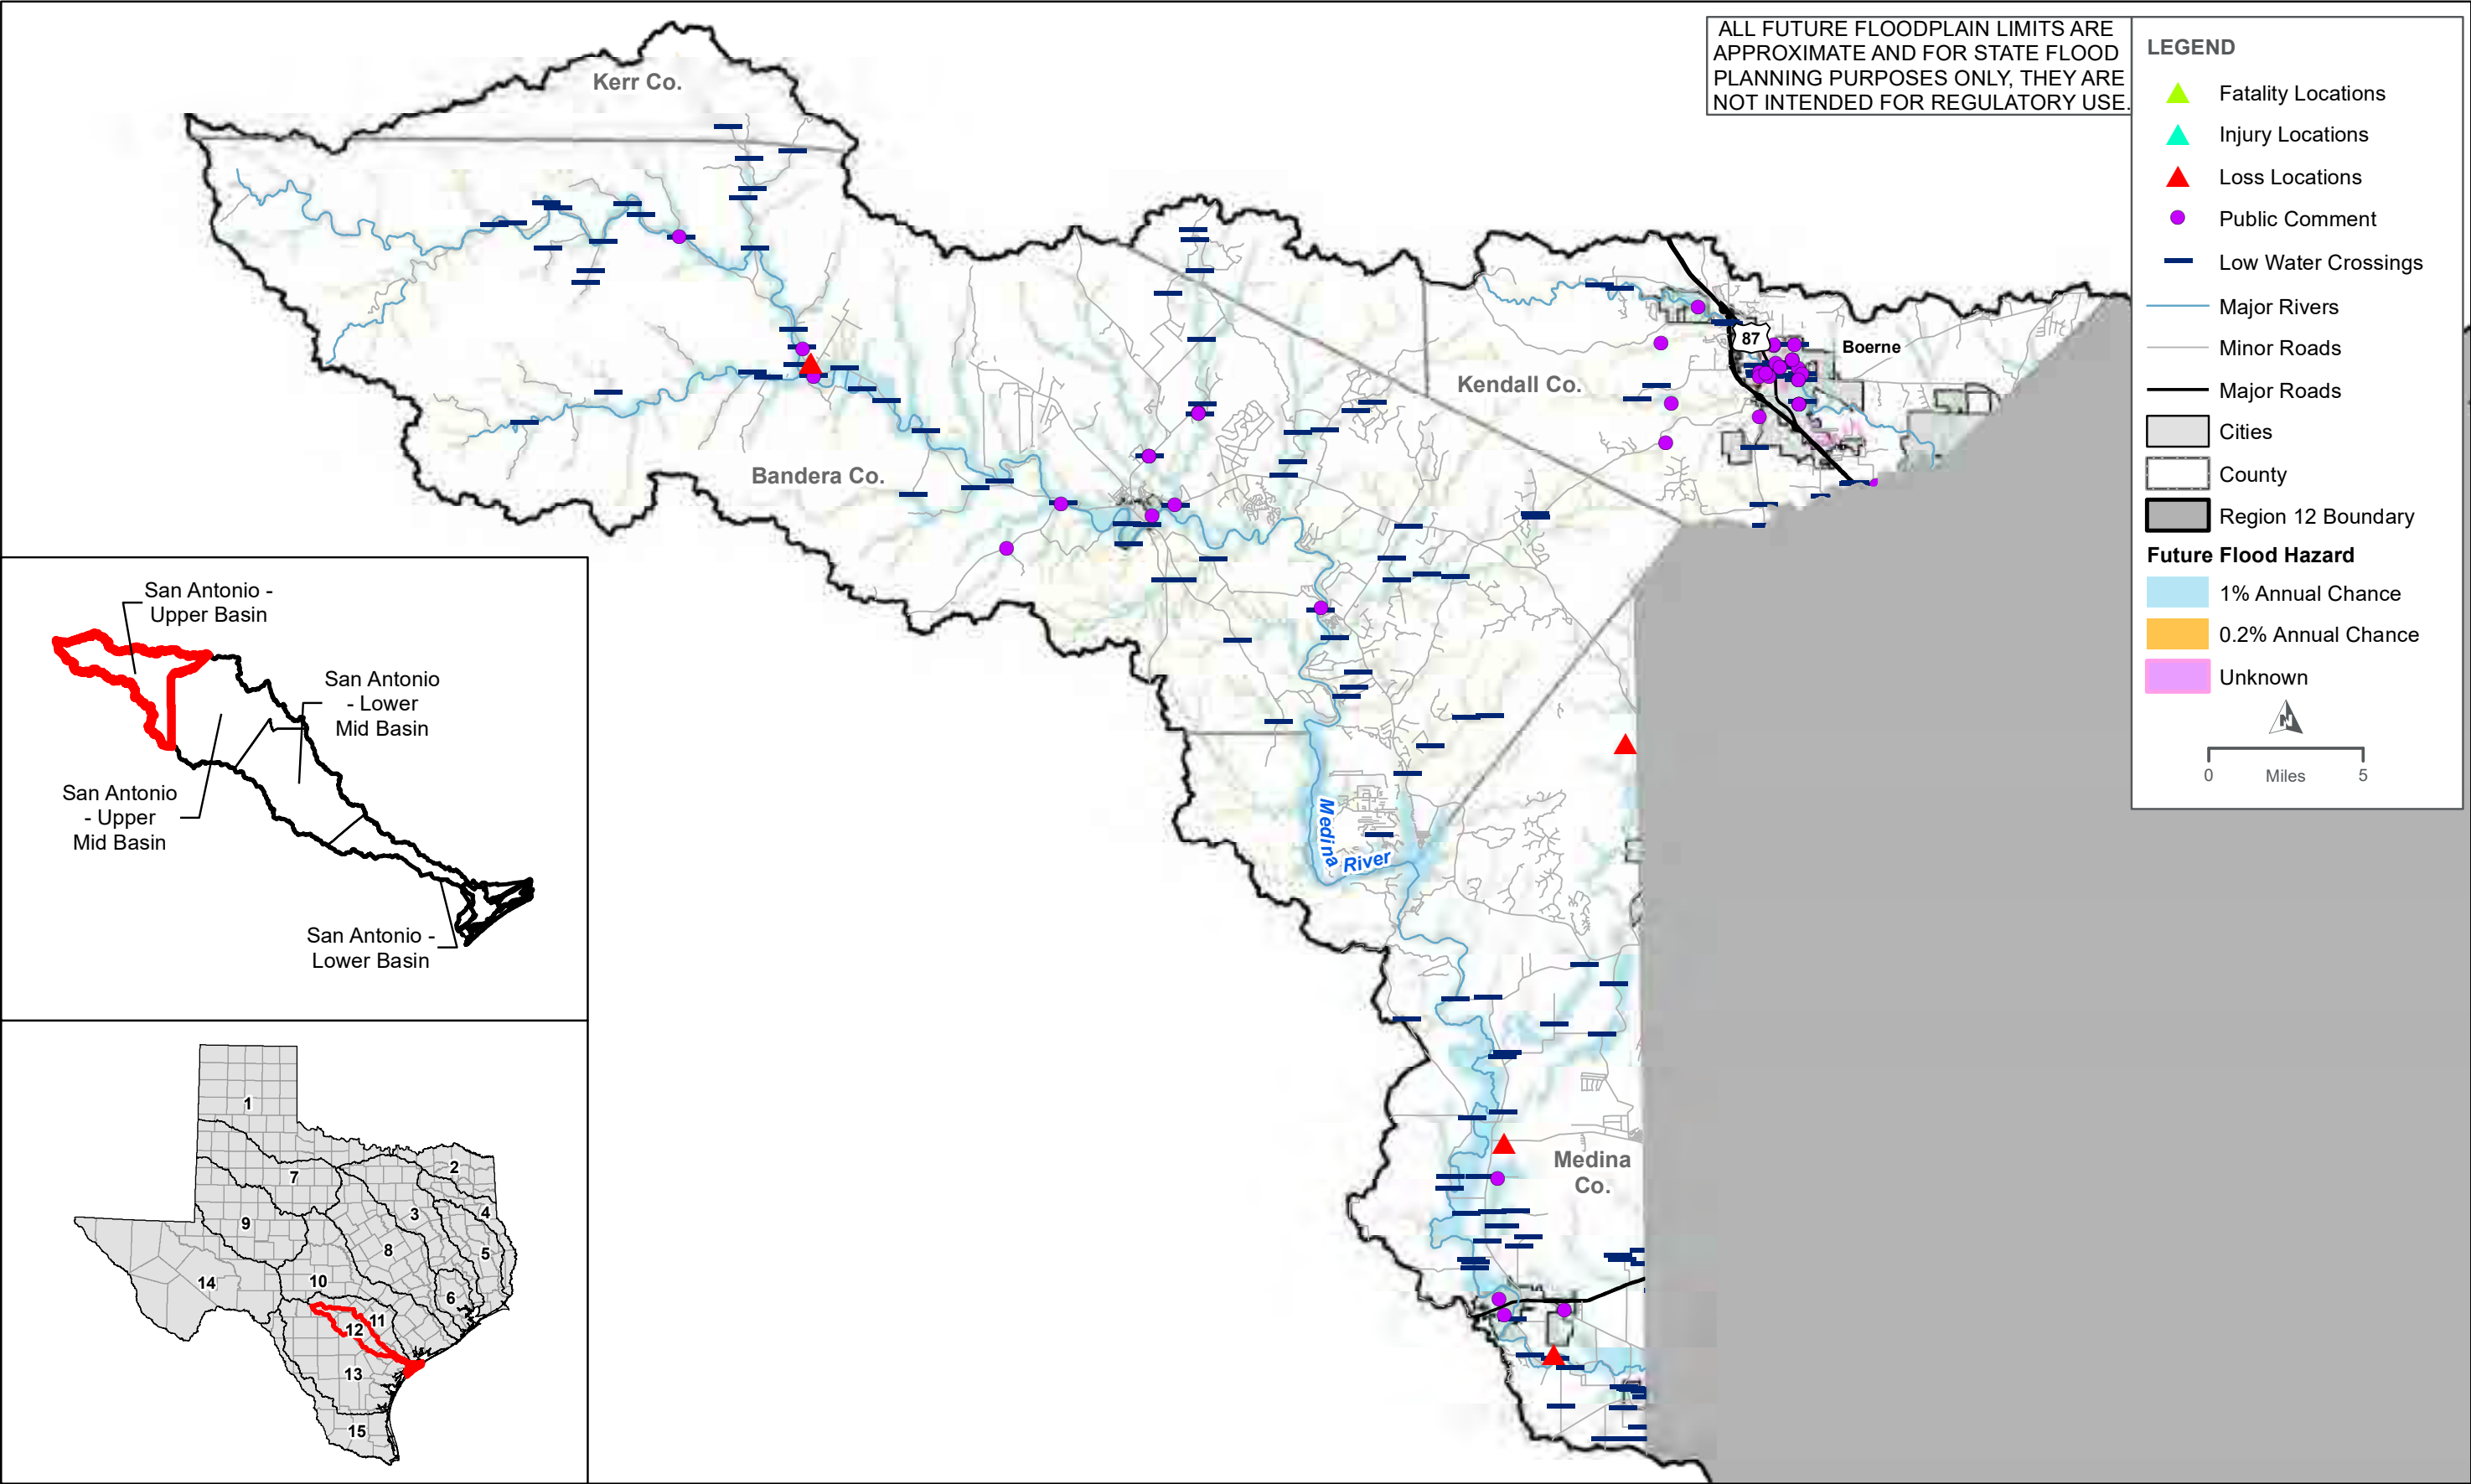 ALL FUTURE FLOODPLAIN LIMITS ARE
APPROXIMATE AND FOR STATE FLOOD
PLANNING PURPOSES ONLY, THEY ARE
NOT INTENDED FOR REGULATORY USE.
LEGEND
Fatality Locations
Injury Locations
Loss Locations
Public Comment
Low Water Crossings
Major Rivers
Minor Roads
Major Roads
Cities
County
Region 12 Boundary
Future Flood Hazard
1% Annual Chance
0.2% Annual Chance
Unknown
N
0 Miles 5
Kerr Co.
87
Boerne
Kendall Co.
Bandera Co.
Medina
River
Medina
Co.
San Antonio -
Upper Basin
San Antonio
- Lower
Mid Basin
San Antonio
- Upper
Mid Basin
San Antonio -
Lower Basin
1
2
7
3
4
9
8
5
14
10
6
11
12
13
15